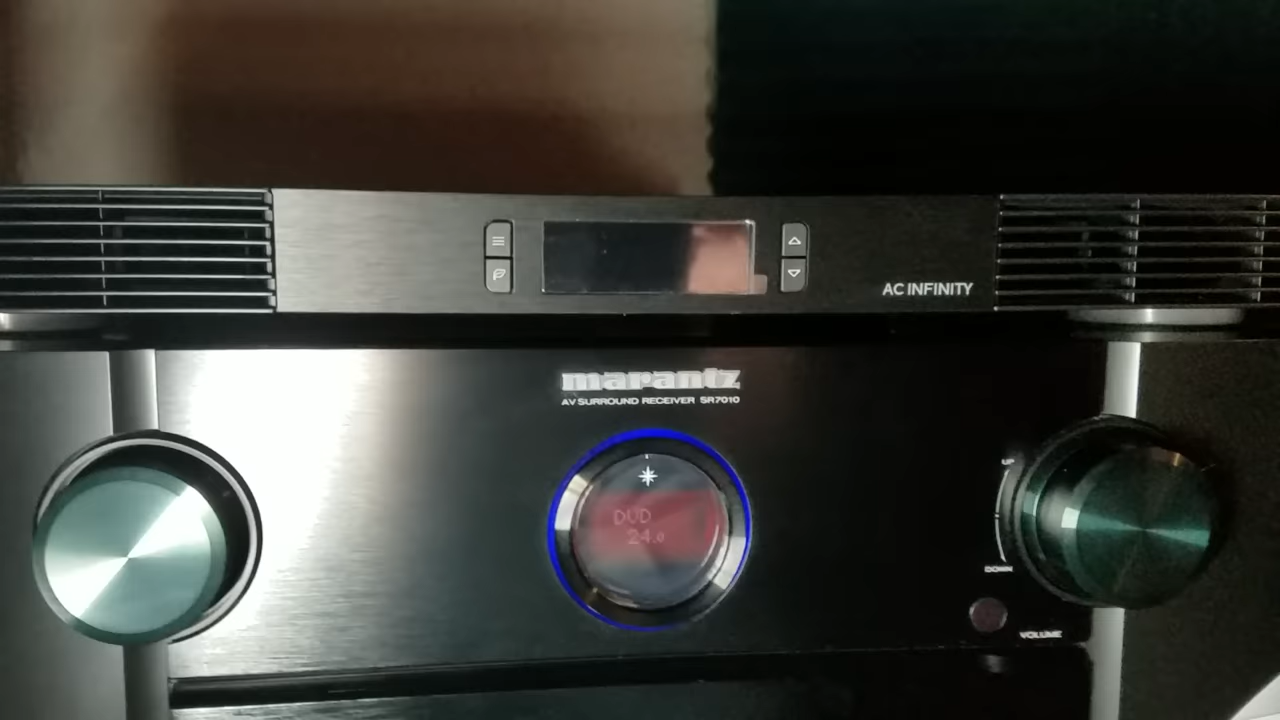 AC INFINITY
marantz
AV SURROUND RECEIVER SR7010
DVD
24.0
UP
DOWN
VOLUME